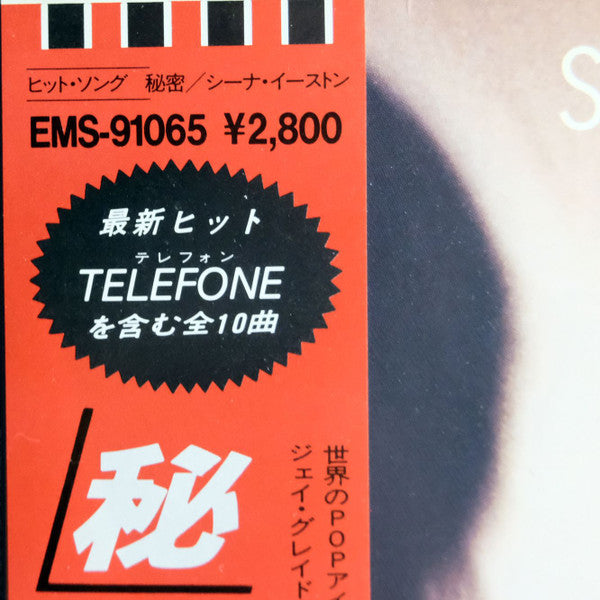 ヒット・ソング 秘密／シーナ・イーストン
EMS-91065 ¥2,800
最新ヒット
テレフォン
TELEFONE
を含む全10曲
秘
世界のPOPアイ
ジェイ・グレイド
S